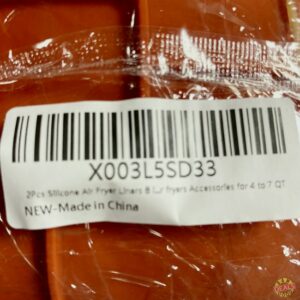 X003L5SD33
2Pcs Silicone Air Fryer Liners 8 fryers Accessories for 4 to 7 QT
NEW-Made in China